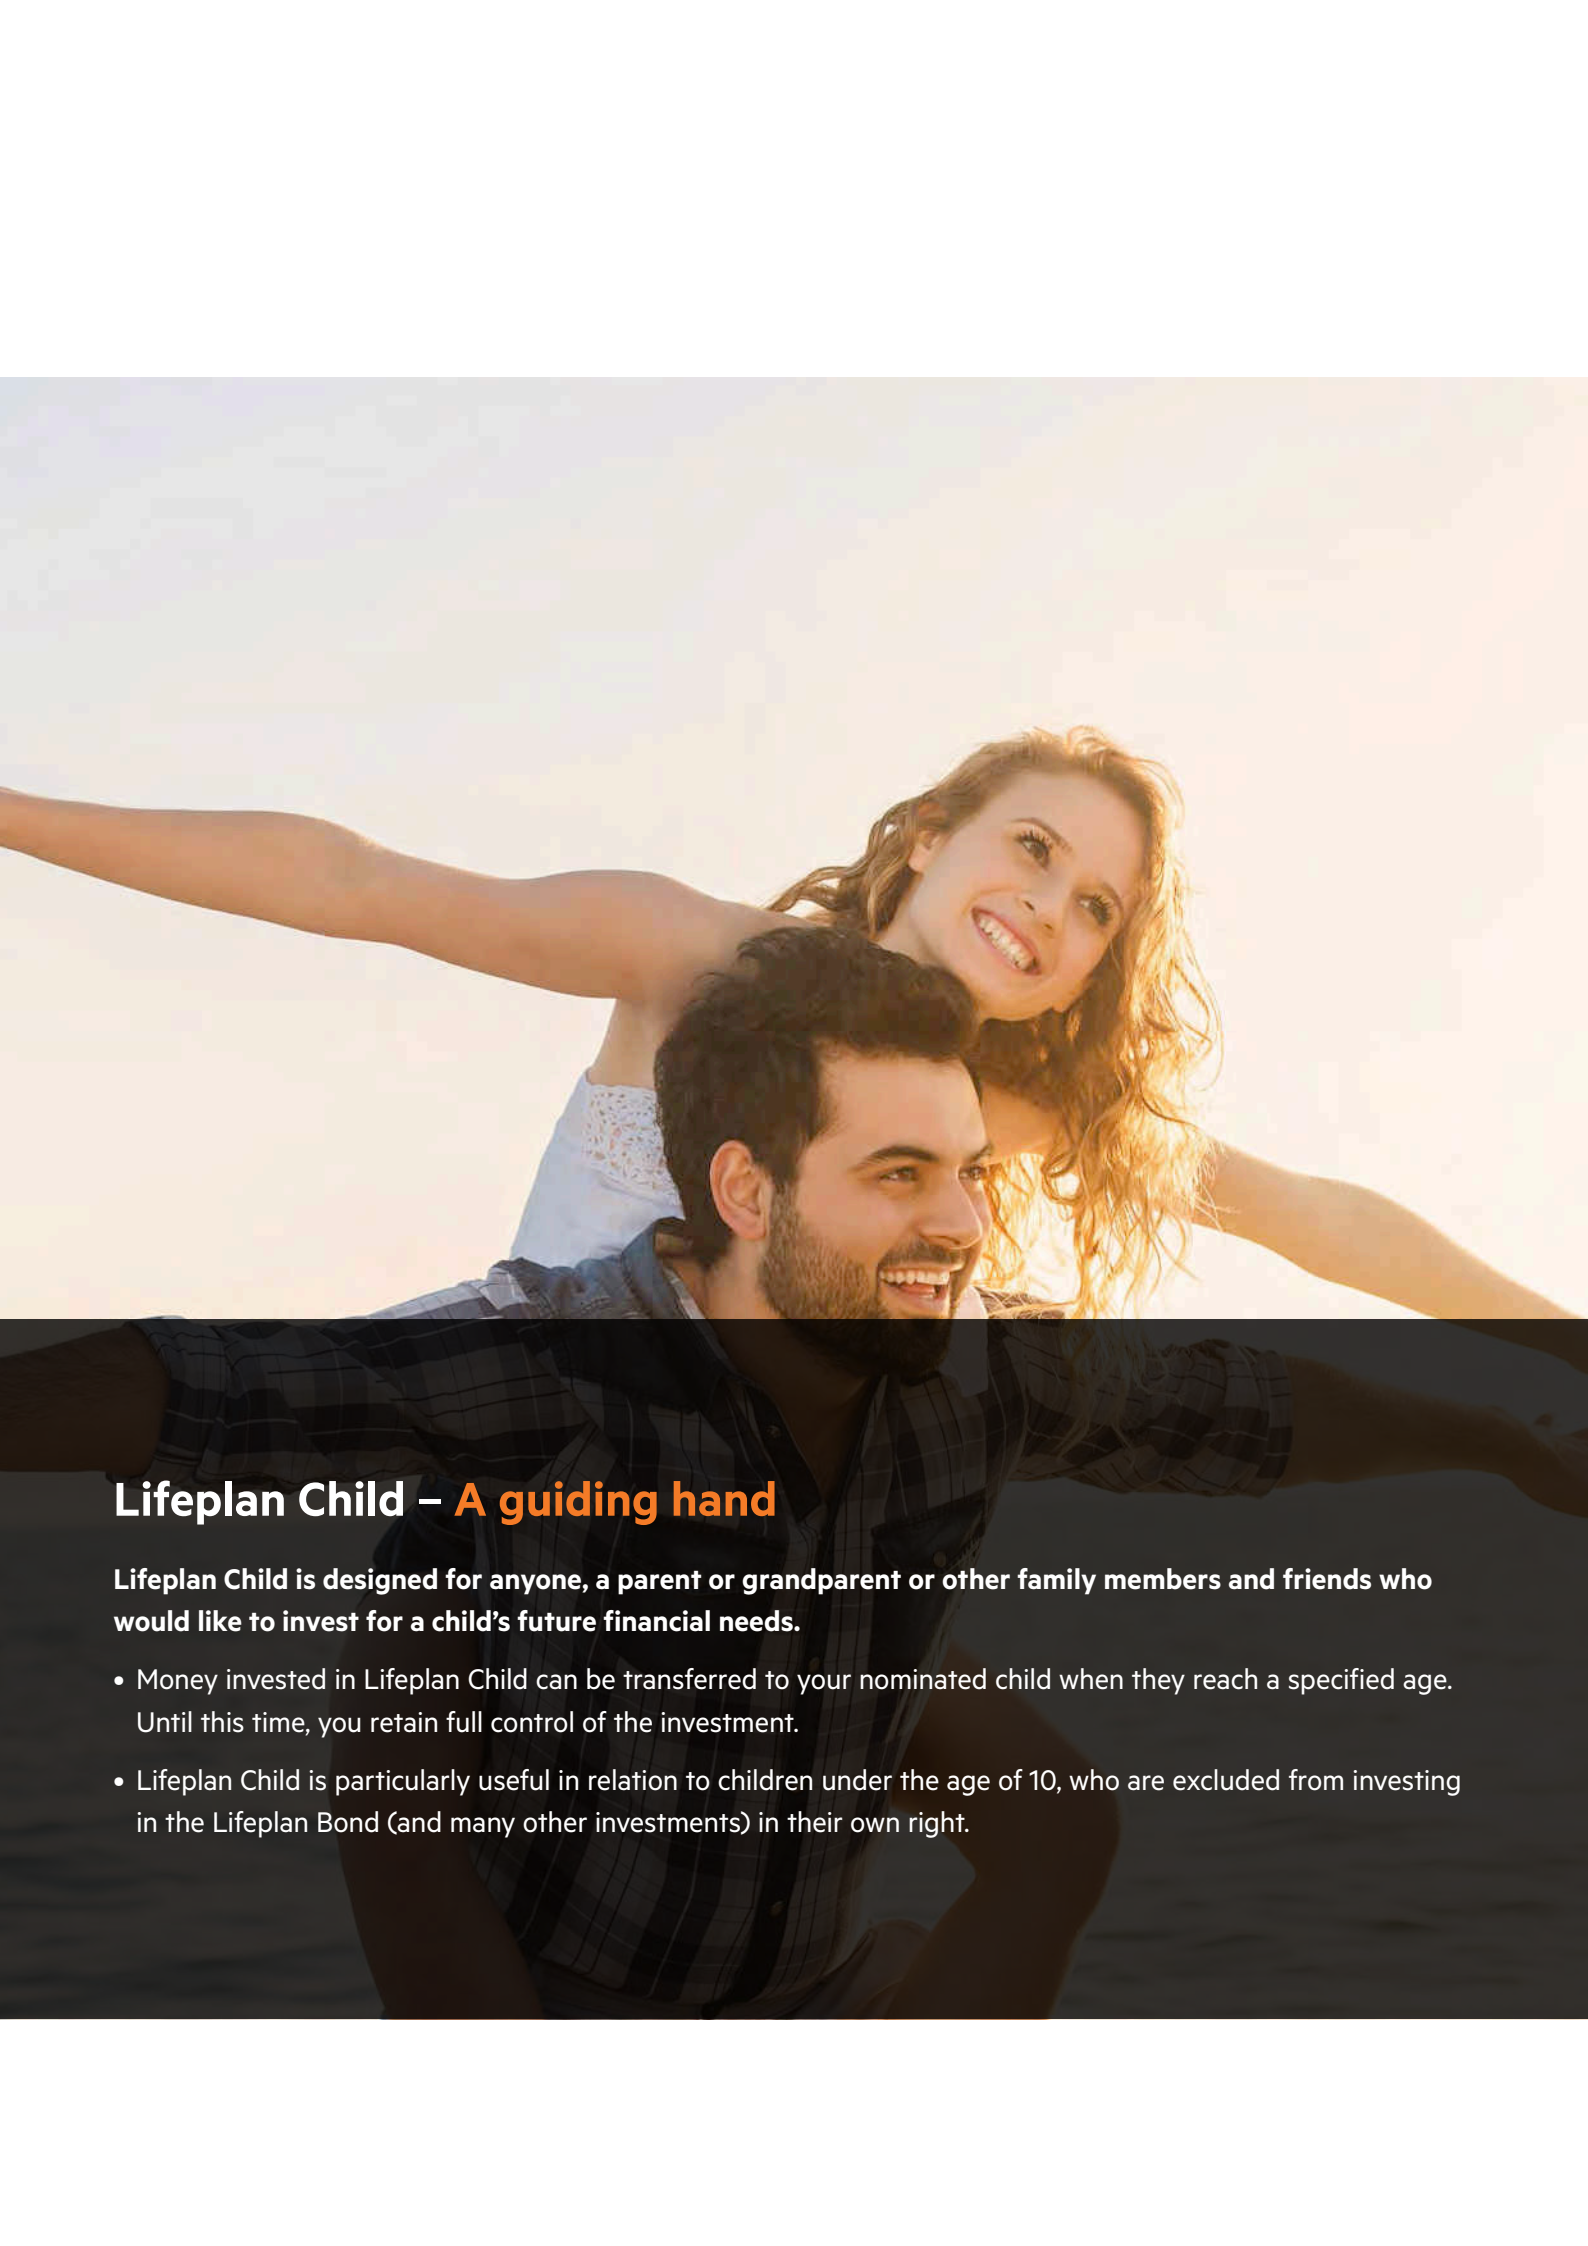 Lifeplan Child – A guiding hand
Lifeplan Child is designed for anyone, a parent or grandparent or other family members and friends who
would like to invest for a child’s future financial needs.
• Money invested in Lifeplan Child can be transferred to your nominated child when they reach a specified age.
Until this time, you retain full control of the investment.
• Lifeplan Child is particularly useful in relation to children under the age of 10, who are excluded from investing
in the Lifeplan Bond (and many other investments) in their own right.